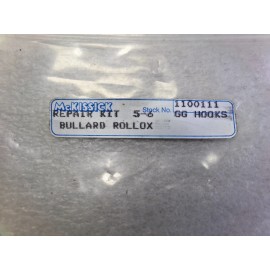 McKISSICK
Stock No. 1100111
REPAIR KIT 5-6 GG HOOKS
BULLARD ROLLOX